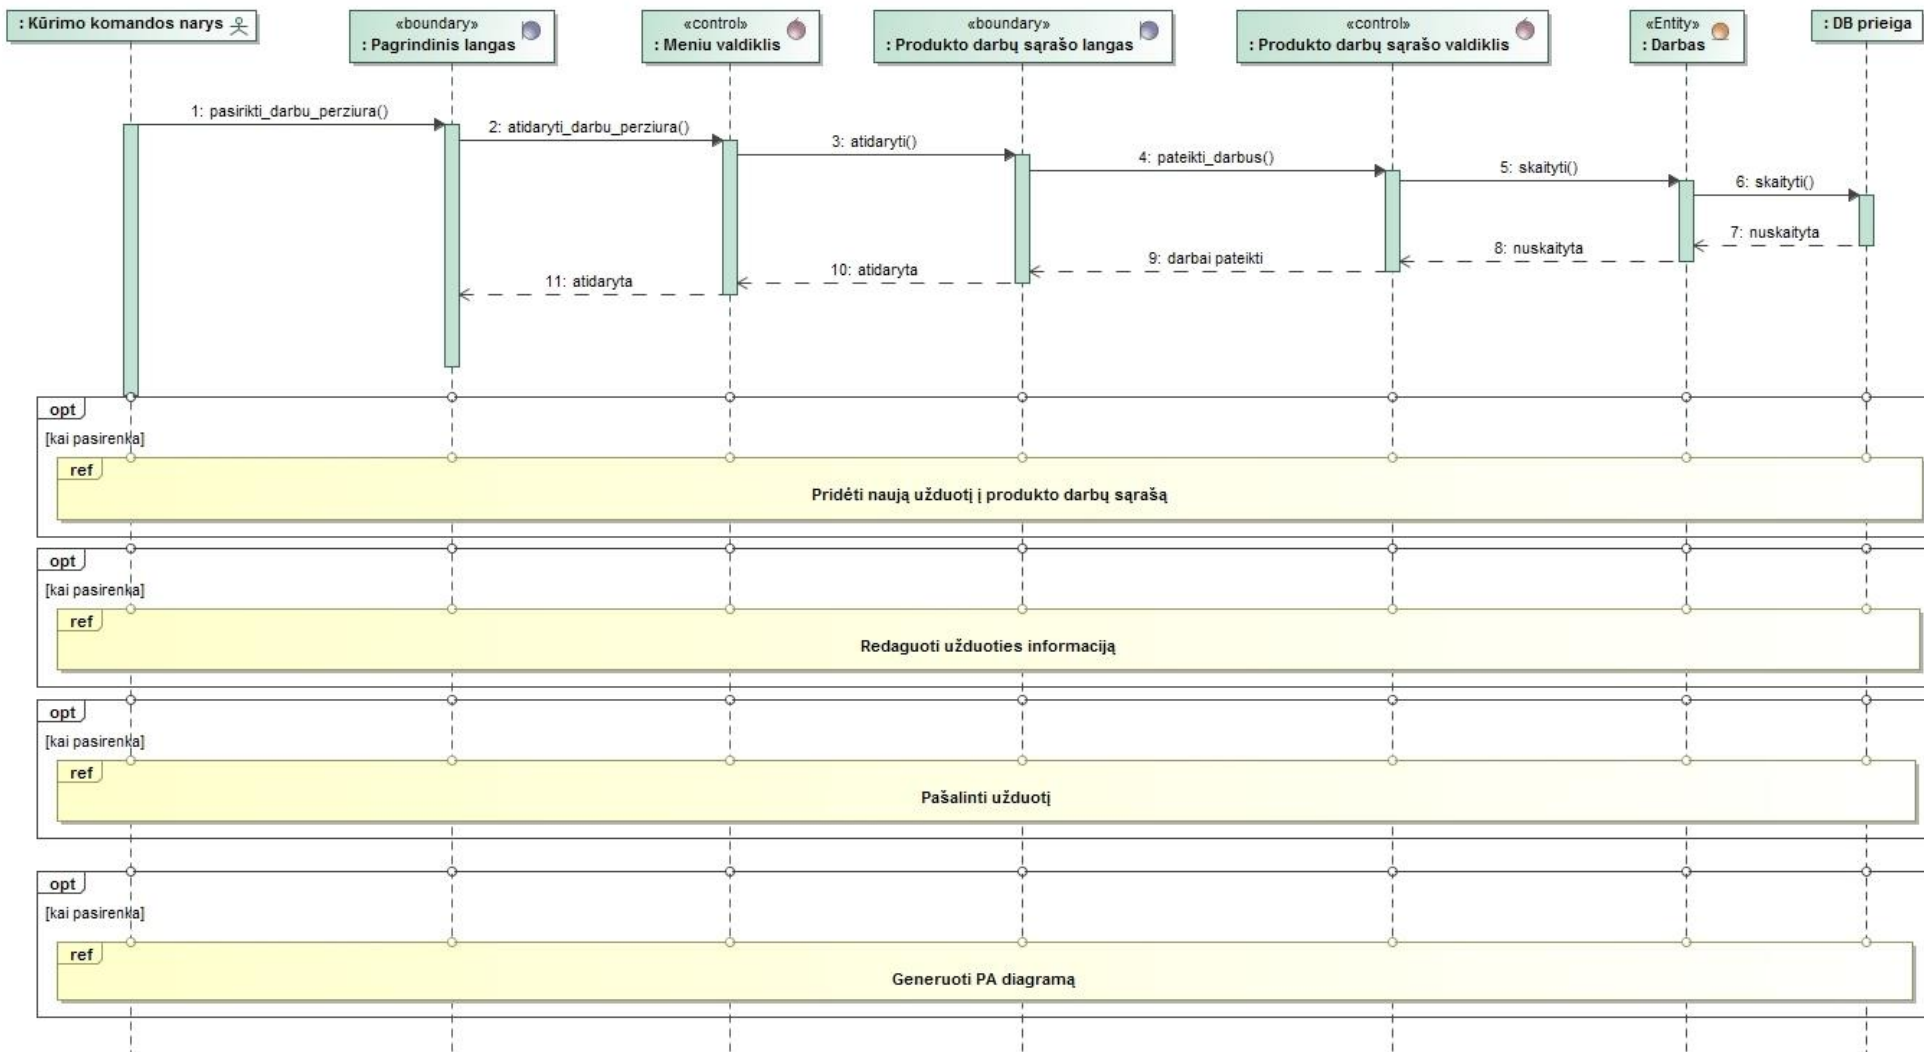 : Kūrimo komandos narys
«boundary»
: Pagrindinis langas
«control»
: Meniu valdiklis
«boundary»
: Produkto darbų sąrašo langas
«control»
: Produkto darbų sąrašo valdiklis
«Entity»
: Darbas
: DB prieiga
1: pasirikti_darbu_perziura()
2: atidaryti_darbu_perziura()
3: atidaryti()
4: pateikti_darbus()
5: skaityti()
6: skaityti()
7: nuskaityta
8: nuskaityta
9: darbai pateikti
10: atidaryta
11: atidaryta
opt
[kai pasirenka]
ref
Pridėti naują užduotį į produkto darbų sąrašą
opt
[kai pasirenka]
ref
Redaguoti užduoties informaciją
opt
[kai pasirenka]
ref
Pašalinti užduotį
opt
[kai pasirenka]
ref
Generuoti PA diagramą